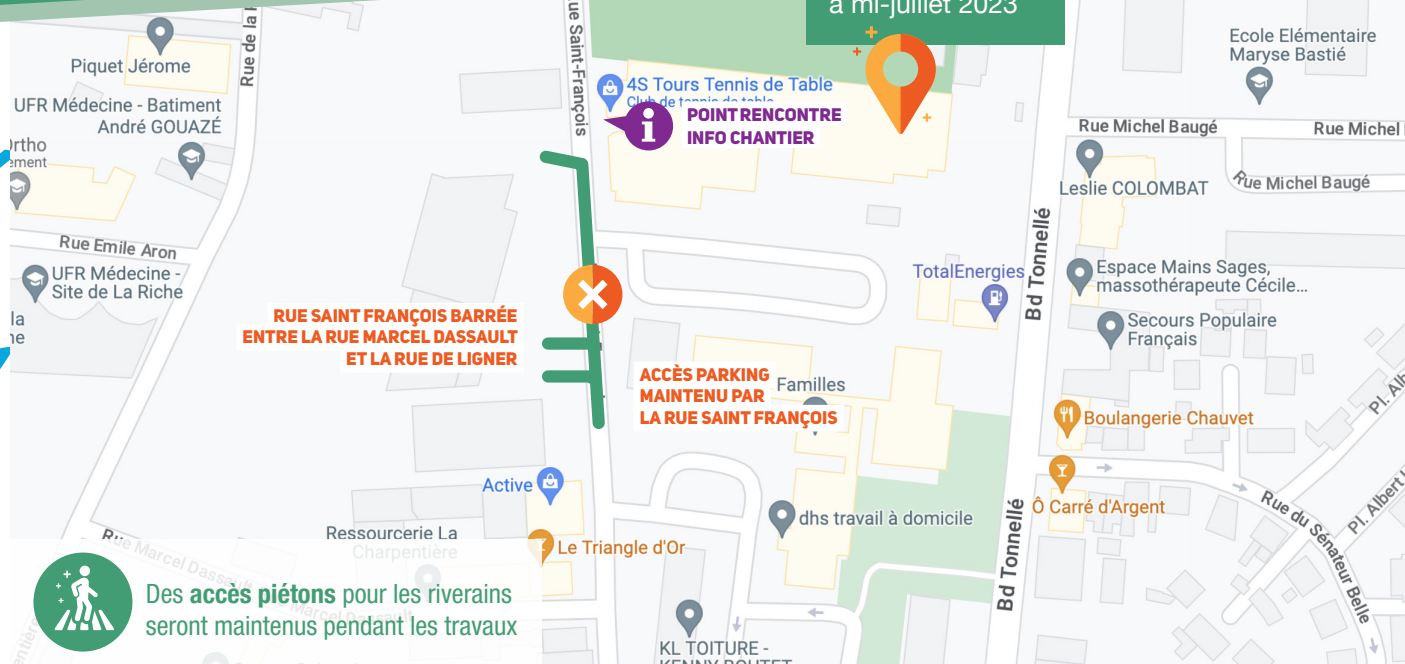 à mi-juillet 2023
Ecole Elémentaire
Maryse Bastié
Piquet Jérome
Rue de la
Rue Saint-François
4S Tours Tennis de Table
Club de tennis de table
UFR Médecine - Batiment
André GOUAZÉ
POINT RENCONTRE
INFO CHANTIER
Rue Michel Baugé
Rue Michel
Leslie COLOMBAT
Rue Michel Baugé
Rue Emile Aron
UFR Médecine -
Site de La Riche
TotalEnergies
Bd Tonnellé
Espace Mains Sages,
massothérapeute Cécile...
Secours Populaire
Français
la
RUE SAINT FRANÇOIS BARRÉE
ENTRE LA RUE MARCEL DASSAULT
ET LA RUE DE LIGNER
ACCÈS PARKING
MAINTENU PAR
LA RUE SAINT FRANÇOIS
Familles
Pl. Alb
Boulangerie Chauvet
Active
Ô Carré d'Argent
dhs travail à domicile
Ressourcerie La
Charpentière
Le Triangle d'Or
Rue du Sénateur Belle
Pl. Albert
Bd Tonnellé
Rue Marcel Dassault
Marcel Dassault
Des accès piétons pour les riverains
seront maintenus pendant les travaux
KL TOITURE -
KENNY BOUTET